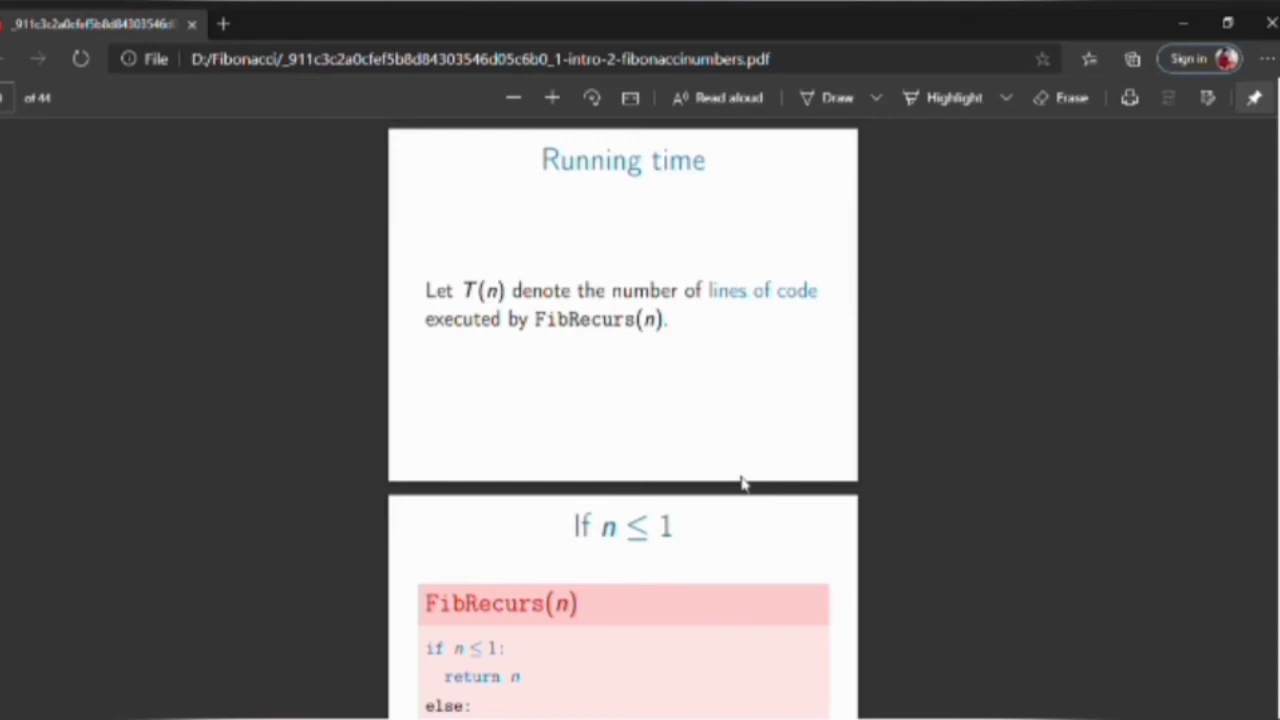 _911c3c2a0cfef5b8d84303546d
File D:/Fibonacci/_911c3c2a0cfef5b8d84303546d05c6b0_1-intro-2-fibonaccinumbers.pdf
Sign in
of 44
Read aloud
Draw
Highlight
Erase
Running time
Let T(n) denote the number of lines of code
executed by FibRecurs(n).
If n ≤ 1
FibRecurs(n)
if n ≤ 1:
return n
else: